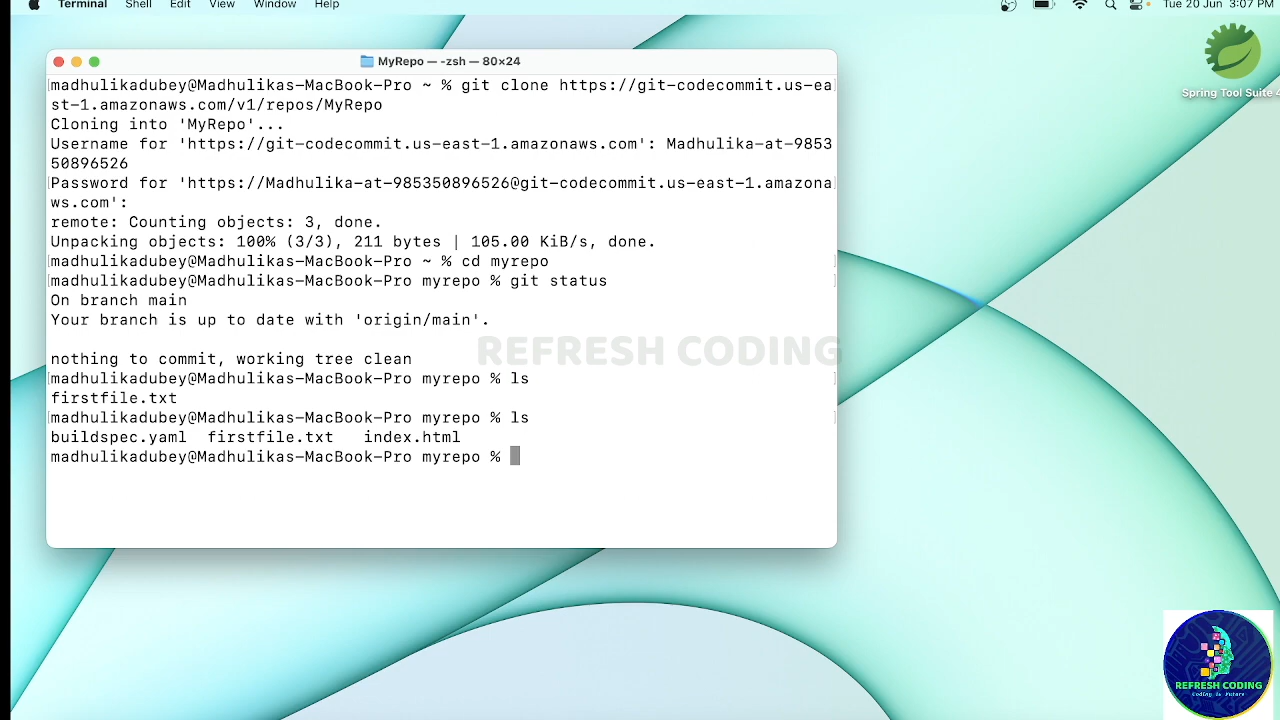 Terminal Shell Edit View Window Help Tue 20 Jun 3:07 PM
MyRepo — -zsh — 80×24
madhulikadubey@Madhulikas-MacBook-Pro ~ % git clone https://git-codecommit.us-ea
st-1.amazonaws.com/v1/repos/MyRepo
Cloning into 'MyRepo'...
Username for 'https://git-codecommit.us-east-1.amazonaws.com': Madhulika-at-9853
50896526
Password for 'https://Madhulika-at-985350896526@git-codecommit.us-east-1.amazona
ws.com':
remote: Counting objects: 3, done.
Unpacking objects: 100% (3/3), 211 bytes | 105.00 KiB/s, done.
madhulikadubey@Madhulikas-MacBook-Pro ~ % cd myrepo
madhulikadubey@Madhulikas-MacBook-Pro myrepo % git status
On branch main
Your branch is up to date with 'origin/main'.
nothing to commit, working tree clean
madhulikadubey@Madhulikas-MacBook-Pro myrepo % ls
firstfile.txt
madhulikadubey@Madhulikas-MacBook-Pro myrepo % ls
buildspec.yaml firstfile.txt index.html
madhulikadubey@Madhulikas-MacBook-Pro myrepo %
REFRESH CODING
Spring Tool Suite 4
REFRESH CODING
Coding is Future